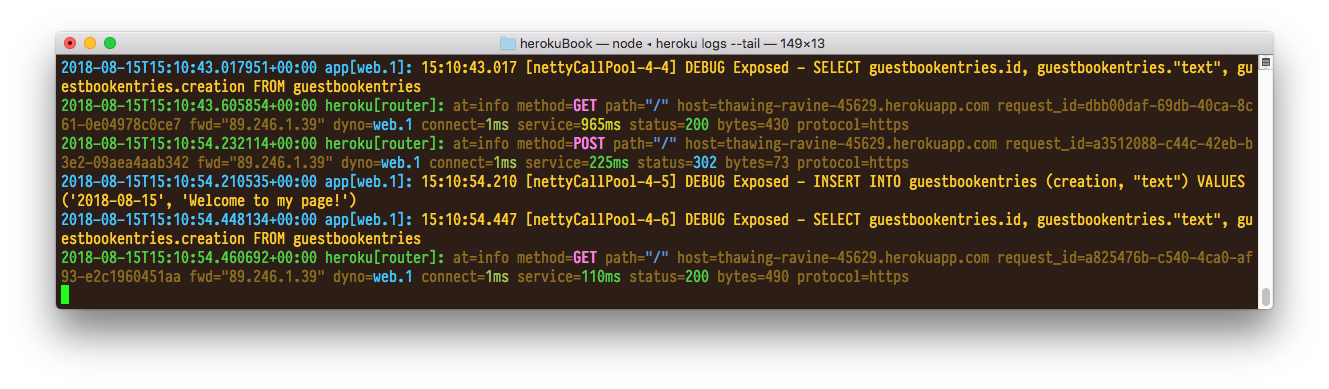 herokuBook — node ◂ heroku logs --tail — 149×13
2018-08-15T15:10:43.017951+00:00 app[web.1]: 15:10:43.017 [nettyCallPool-4-4] DEBUG Exposed - SELECT guestbookentries.id, guestbookentries."text", gu
estbookentries.creation FROM guestbookentries
2018-08-15T15:10:43.605854+00:00 heroku[router]: at=info method=GET path="/" host=thawing-ravine-45629.herokuapp.com request_id=dbb00daf-69db-40ca-8c
61-0e04978c0ce7 fwd="89.246.1.39" dyno=web.1 connect=1ms service=965ms status=200 bytes=430 protocol=https
2018-08-15T15:10:54.232114+00:00 heroku[router]: at=info method=POST path="/" host=thawing-ravine-45629.herokuapp.com request_id=a3512088-c44c-42eb-b
3e2-09aea4aab342 fwd="89.246.1.39" dyno=web.1 connect=1ms service=225ms status=302 bytes=73 protocol=https
2018-08-15T15:10:54.210535+00:00 app[web.1]: 15:10:54.210 [nettyCallPool-4-5] DEBUG Exposed - INSERT INTO guestbookentries (creation, "text") VALUES
('2018-08-15', 'Welcome to my page!')
2018-08-15T15:10:54.448134+00:00 app[web.1]: 15:10:54.447 [nettyCallPool-4-6] DEBUG Exposed - SELECT guestbookentries.id, guestbookentries."text", gu
estbookentries.creation FROM guestbookentries
2018-08-15T15:10:54.460692+00:00 heroku[router]: at=info method=GET path="/" host=thawing-ravine-45629.herokuapp.com request_id=a825476b-c540-4ca0-af
93-e2c1960451aa fwd="89.246.1.39" dyno=web.1 connect=1ms service=110ms status=200 bytes=490 protocol=https